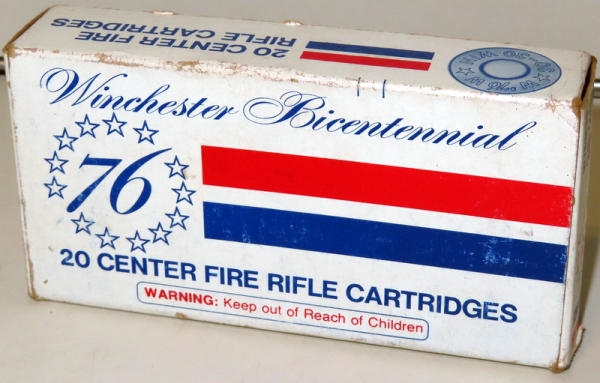 20 CENTER FIRE
RIFLE CARTRIDGES
Winchester Bicentennial
76
20 CENTER FIRE RIFLE CARTRIDGES
WARNING: Keep out of Reach of Children